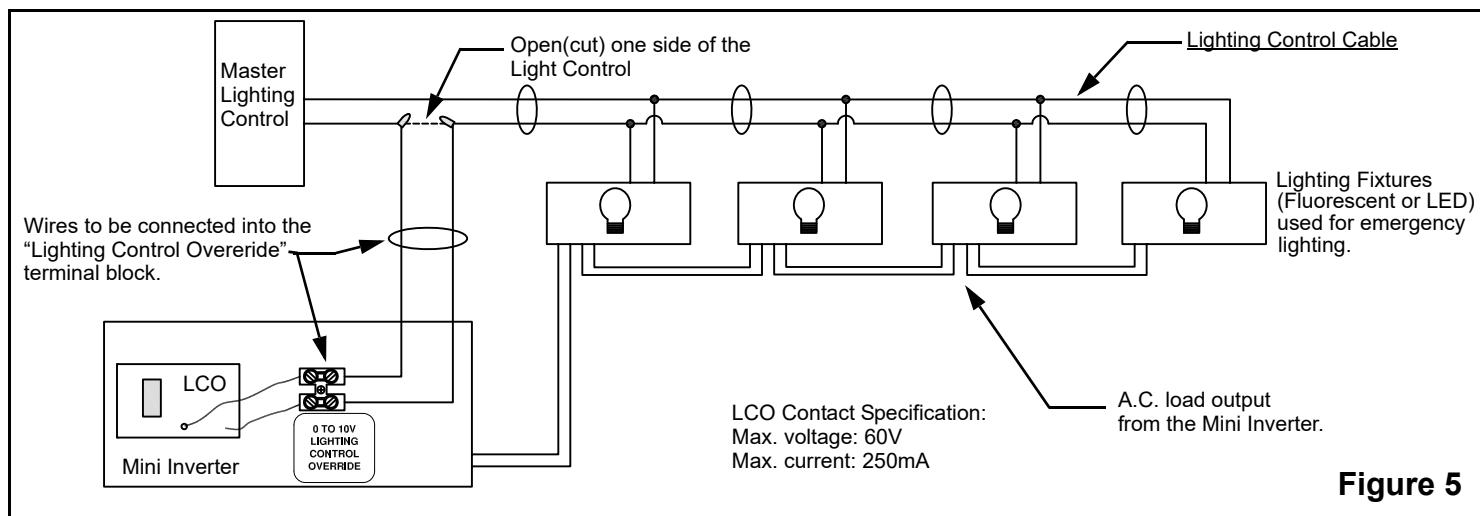 Master
Lighting
Control
Open(cut) one side of the
Light Control
Lighting Control Cable
Wires to be connected into the
“Lighting Control Overeride”
terminal block.
Lighting Fixtures
(Fluorescent or LED)
used for emergency
lighting.
LCO
0 TO 10V
LIGHTING
CONTROL
OVERRIDE
Mini Inverter
LCO Contact Specification:
Max. voltage: 60V
Max. current: 250mA
A.C. load output
from the Mini Inverter.
Figure 5